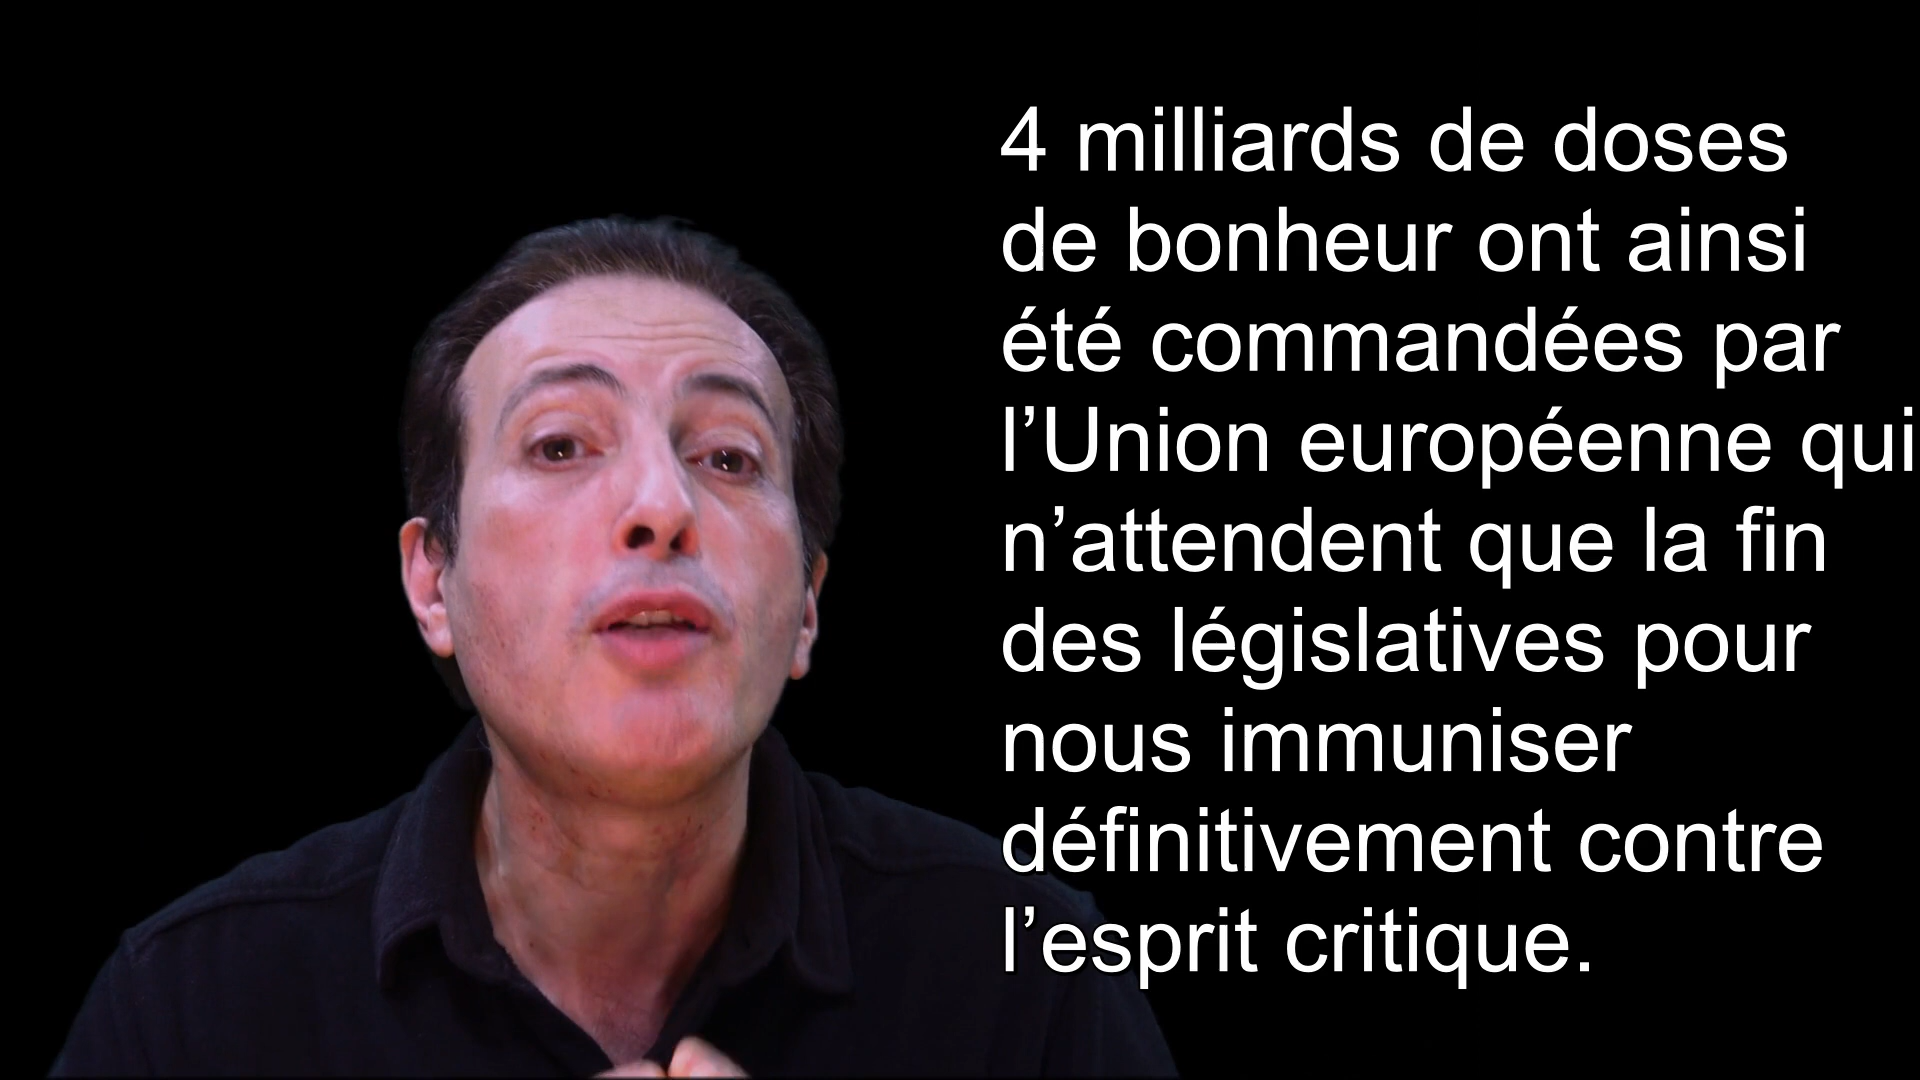 4 milliards de doses
de bonheur ont ainsi
été commandées par
l’Union européenne qui
n’attendent que la fin
des législatives pour
nous immuniser
définitivement contre
l’esprit critique.